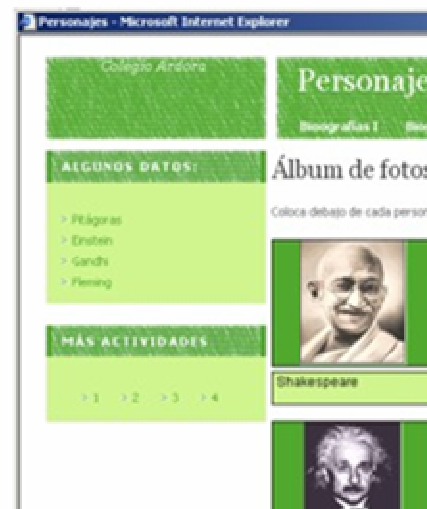 Personajes - Microsoft Internet Explorer
Colegio Ardora
Personaje
Bioografías I
ALGUNOS DATOS:
> Pitágoras
> Einstein
> Gandhi
> Fleming
MÁS ACTIVIDADES
> 1 > 2 > 3 > 4
Álbum de fotos
Coloca debajo de cada person
Shakespeare